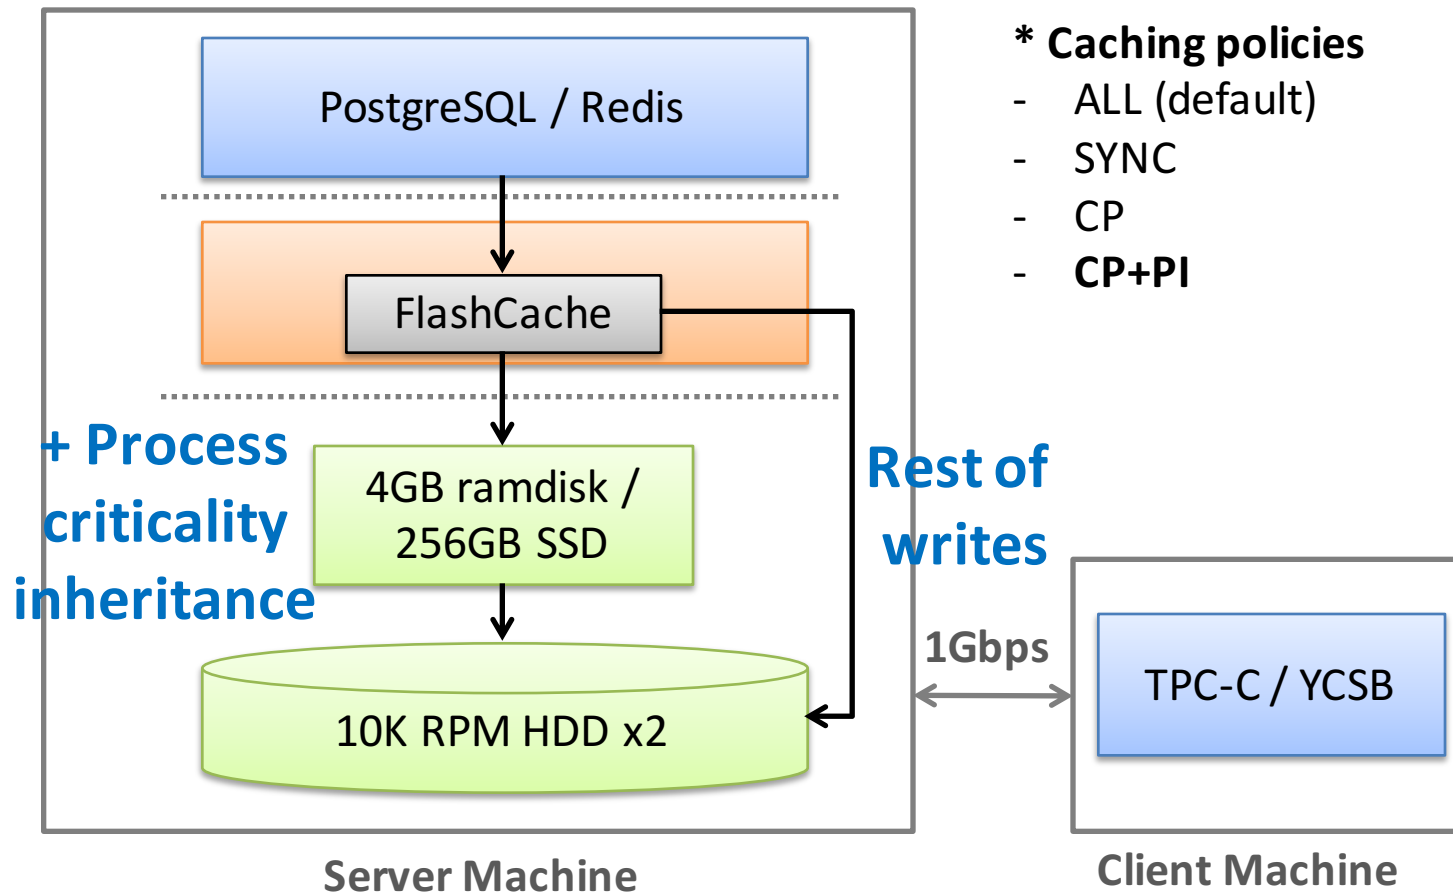 PostgreSQL / Redis
FlashCache
+ Process
criticality
inheritance
4GB ramdisk /
256GB SSD
Rest of
writes
10K RPM HDD x2
Server Machine
* Caching policies
- ALL (default)
- SYNC
- CP
- CP+PI
1Gbps
TPC-C / YCSB
Client Machine